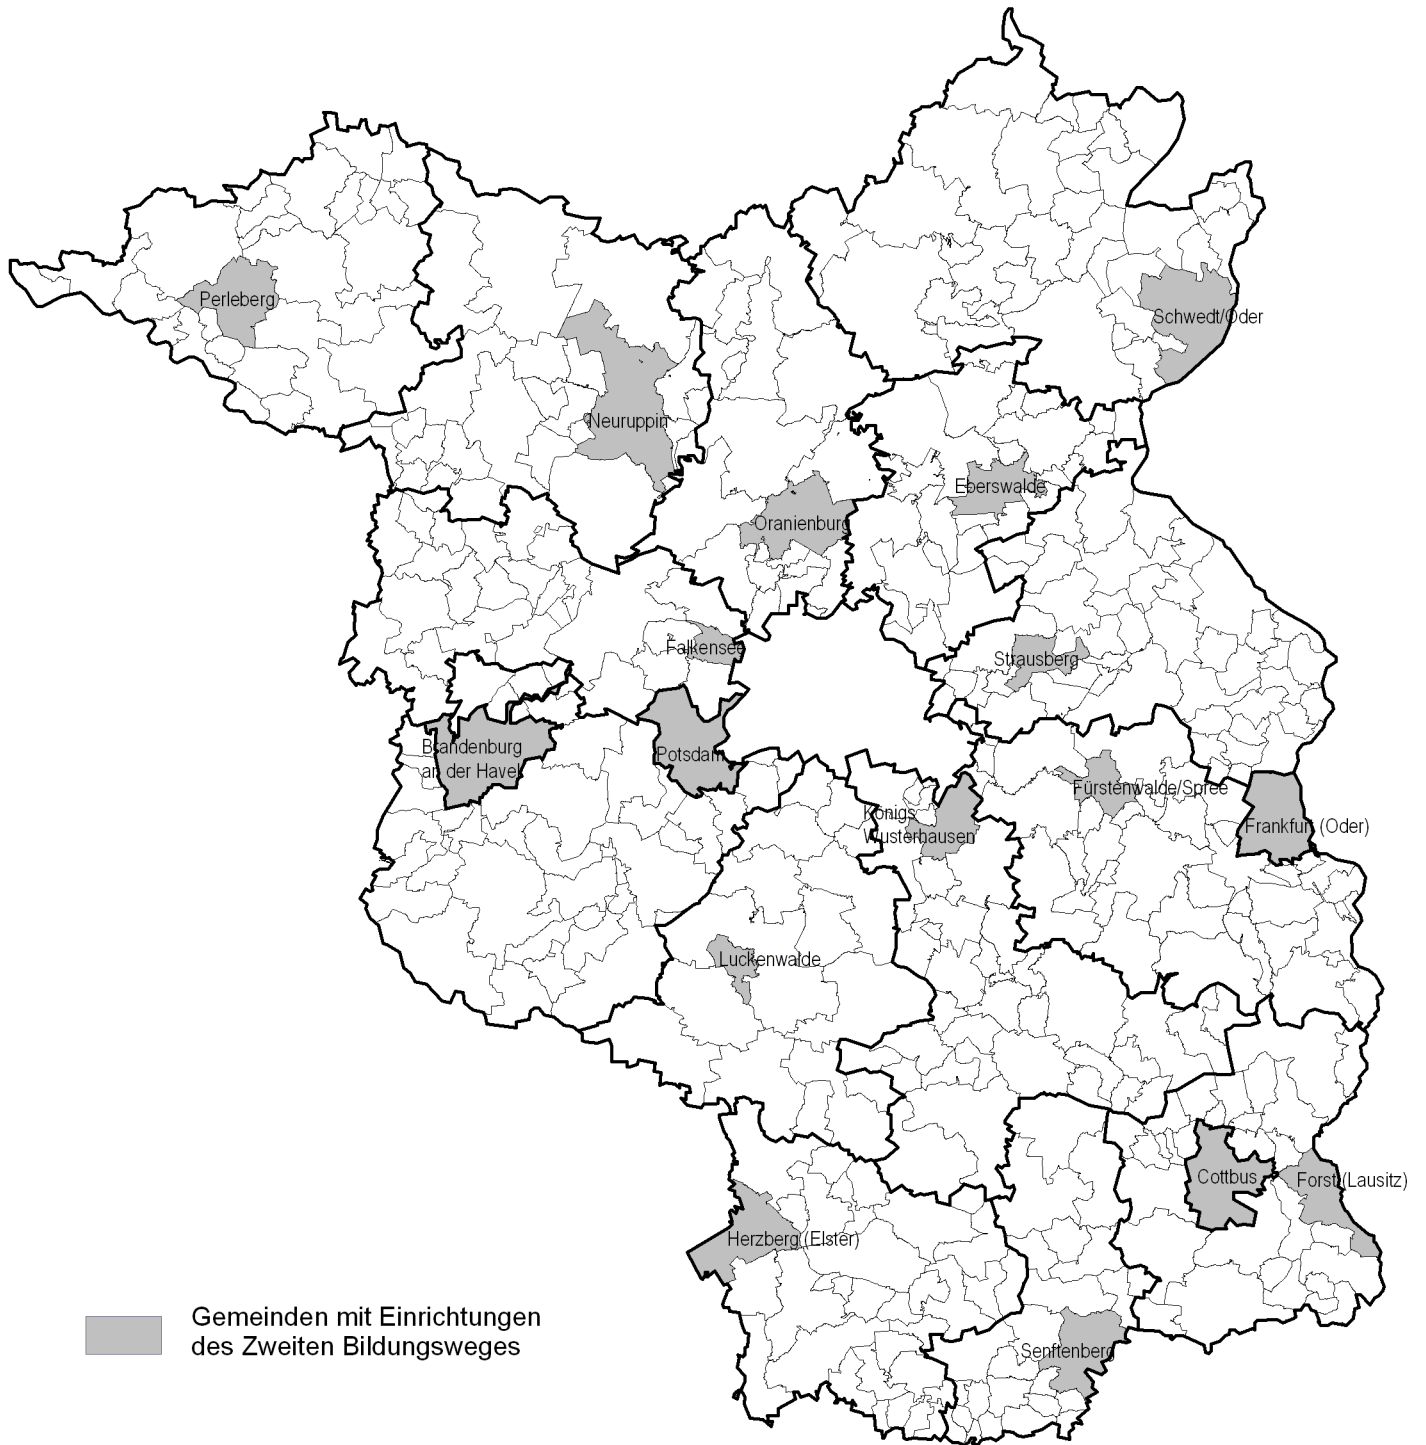 Perleberg
Schwedt/Oder
Neuruppin
Eberswalde
Oranienburg
Falkensee
Strausberg
Brandenburg
an der Havel
Potsdam
Fürstenwalde/Spree
Königs
Wusterhausen
Frankfurt (Oder)
Luckenwalde
Cottbus
Forst (Lausitz)
Herzberg (Elster)
Senftenberg
Gemeinden mit Einrichtungen
des Zweiten Bildungsweges